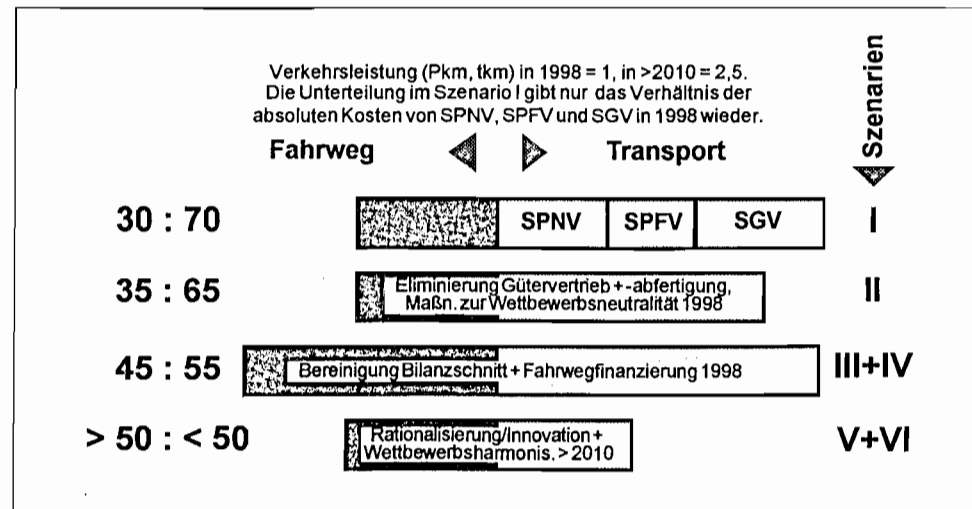 Verkehrsleistung (Pkm, tkm) in 1998 = 1, in >2010 = 2,5.
Die Unterteilung im Szenario I gibt nur das Verhältnis der
absoluten Kosten von SPNV, SPFV und SGV in 1998 wieder.
Szenarien
Fahrweg Transport
30 : 70 SPNV SPFV SGV I
35 : 65 II
Eliminierung Gütervertrieb + -abfertigung,
Maßn. zur Wettbewerbsneutralität 1998
45 : 55 Bereinigung Bilanzschnitt + Fahrwegfinanzierung 1998 III+IV
> 50 : < 50 V+VI
Rationalisierung/Innovation +
Wettbewerbsharmonis. > 2010